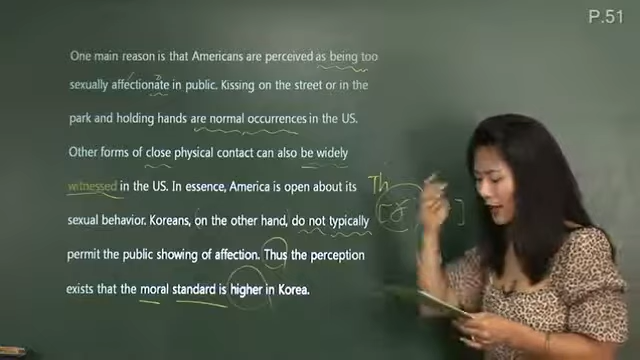 P.51
One main reason is that Americans are perceived as being too
sexually affectionate in public. Kissing on the street or in the
park and holding hands are normal occurrences in the US.
Other forms of close physical contact can also be widely
witnessed in the US. In essence, America is open about its
Th
sexual behavior. Koreans, on the other hand, do not typically
permit the public showing of affection. Thus the perception
exists that the moral standard is higher in Korea.